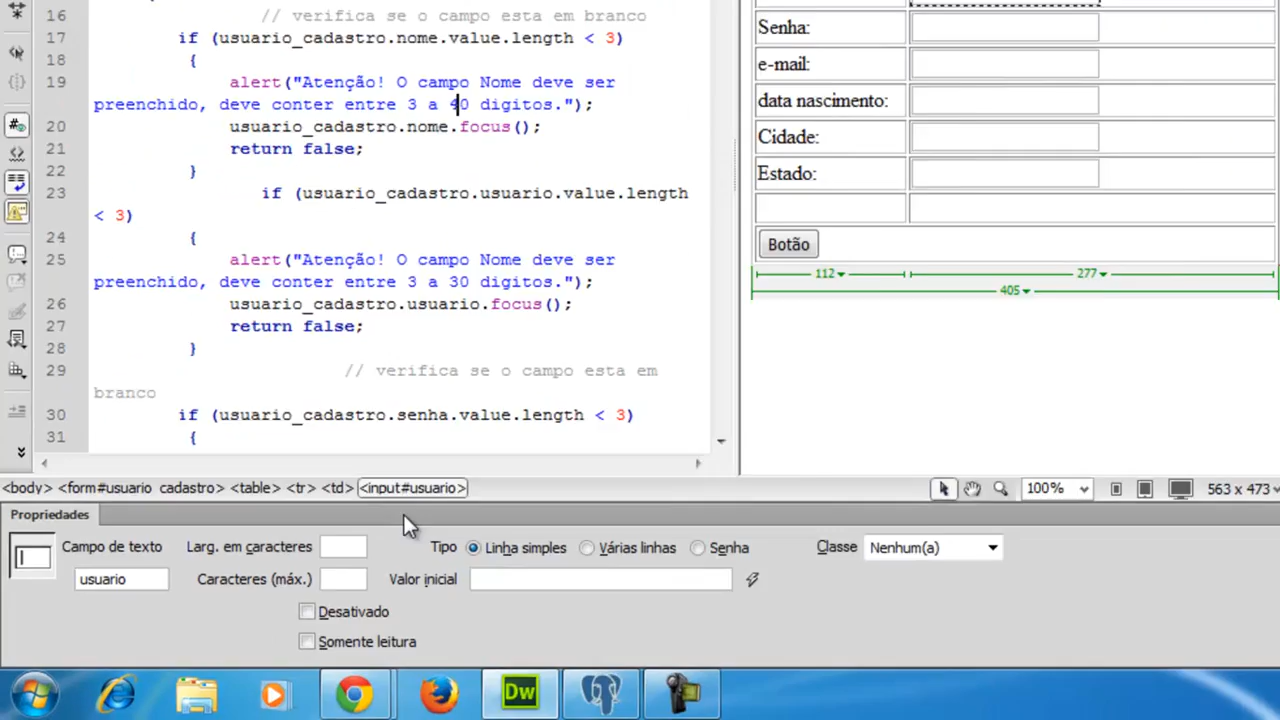 16 // verifica se o campo esta em branco
17 if (usuario_cadastro.nome.value.length < 3)
18 {
19 alert("Atenção! O campo Nome deve ser
preenchido, deve conter entre 3 a 40 digitos.");
20 usuario_cadastro.nome.focus();
21 return false;
22 }
23 if (usuario_cadastro.usuario.value.length
< 3)
24 {
25 alert("Atenção! O campo Nome deve ser
preenchido, deve conter entre 3 a 30 digitos.");
26 usuario_cadastro.usuario.focus();
27 return false;
28 }
29 // verifica se o campo esta em
branco
30 if (usuario_cadastro.senha.value.length < 3)
31 {
Senha:
e-mail:
data nascimento:
Cidade:
Estado:
Botão
112 277
405
<body> <form#usuario cadastro> <table> <tr> <td> <input#usuario>
100% 563 x 473
Propriedades
Campo de texto Larg. em caracteres Tipo Linha simples Várias linhas Senha Classe Nenhum(a)
usuario Caracteres (máx.) Valor inicial
Desativado
Somente leitura
Dw